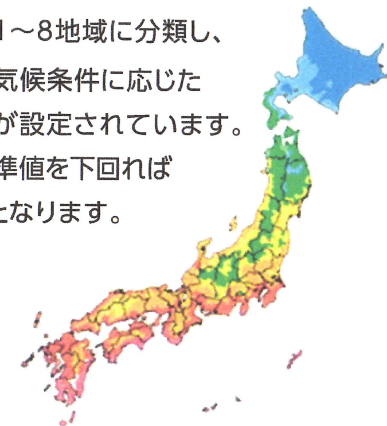 1～8地域に分類し、
気候条件に応じた
が設定されています。
準値を下回れば
となります。